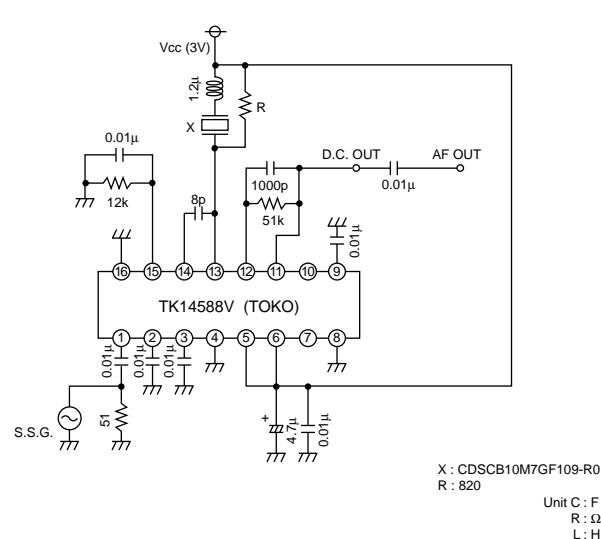 Vcc (3V)
1.2μ
R
X
0.01μ
12k
8p
1000p
51k
D.C. OUT
0.01μ
AF OUT
0.01μ
16 15 14 13 12 11 10 9
TK14588V (TOKO)
1 2 3 4 5 6 7 8
0.01μ
0.01μ
0.01μ
S.S.G.
51
+
4.7μ
0.01μ
X : CDSCB10M7GF109-R0
R : 820
Unit C : F
R : Ω
L : H